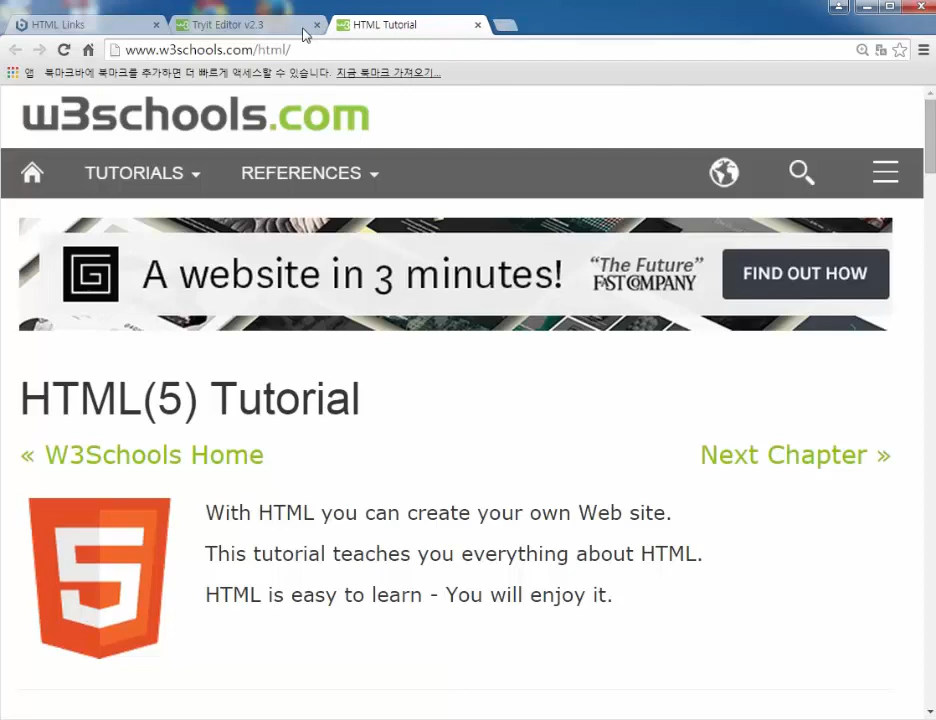 HTML Links
Tryit Editor v2.3
HTML Tutorial
www.w3schools.com/html/
앱 북마크바에 북마크를 추가하면 더 빠르게 액세스할 수 있습니다. 지금 북마크 가져오기...
w3schools.com
TUTORIALS
REFERENCES
A website in 3 minutes!
“The Future”
FAST COMPANY
FIND OUT HOW
HTML(5) Tutorial
« W3Schools Home
Next Chapter »
5
With HTML you can create your own Web site.
This tutorial teaches you everything about HTML.
HTML is easy to learn - You will enjoy it.